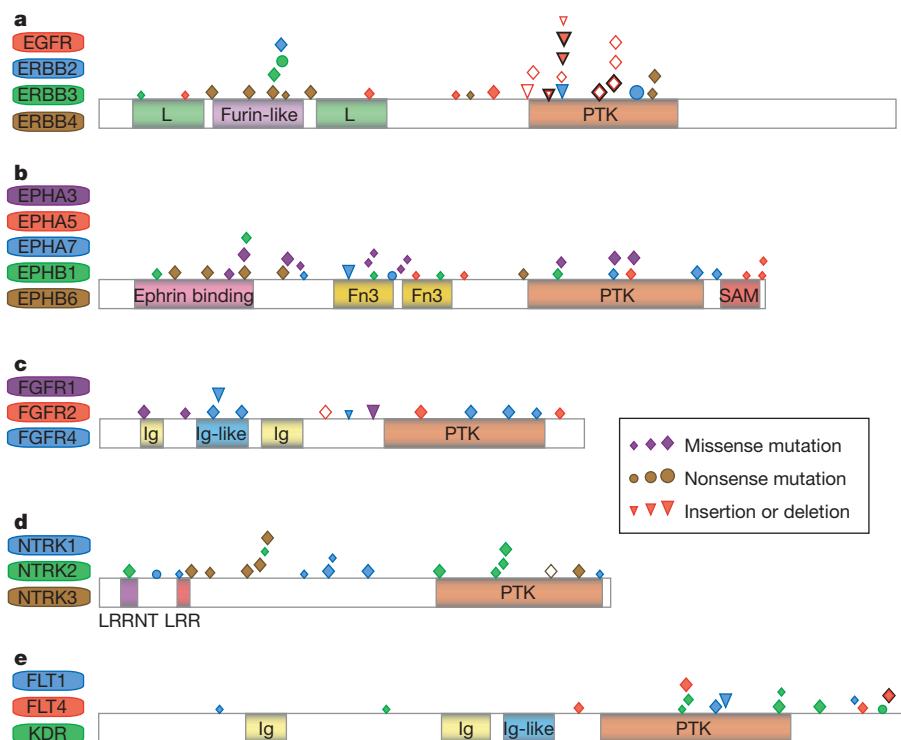 a
EGFR
ERBB2
ERBB3
ERBB4
L
Furin-like
L
PTK
b
EPHA3
EPHA5
EPHA7
EPHB1
EPHB6
Ephrin binding
Fn3
Fn3
PTK
SAM
c
FGFR1
FGFR2
FGFR4
Ig
Ig-like
Ig
PTK
Missense mutation
Nonsense mutation
Insertion or deletion
d
NTRK1
NTRK2
NTRK3
PTK
LRRNT LRR
e
FLT1
FLT4
KDR
Ig
Ig
Ig-like
PTK